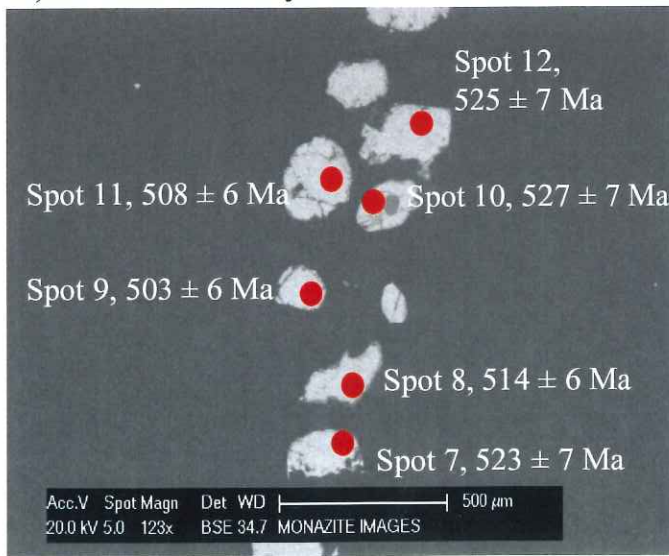 Spot 12,
525 ± 7 Ma
Spot 11, 508 ± 6 Ma
Spot 10, 527 ± 7 Ma
Spot 9, 503 ± 6 Ma
Spot 8, 514 ± 6 Ma
Spot 7, 523 ± 7 Ma
Acc.V Spot Magn Det WD 500 µm
20.0 kV 5.0 123x BSE 34.7 MONAZITE IMAGES